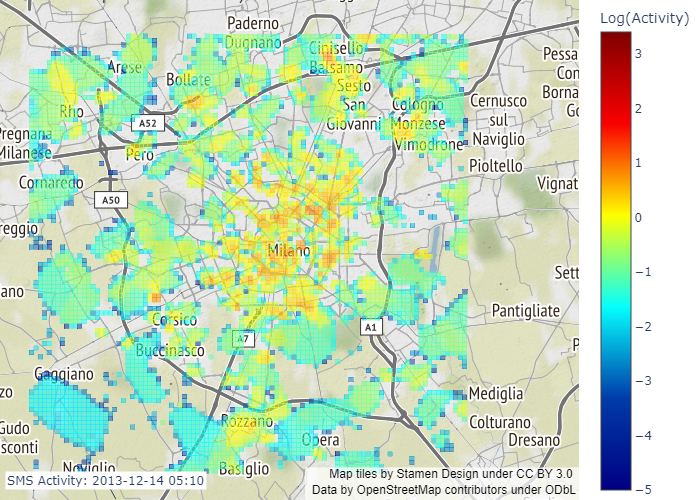 Log(Activity)
3
2
1
0
−1
−2
−3
−4
−5
Paderno
Dugnano
Cinisello
Balsamo
Arese
Bollate
Sesto
San
Giovanni
Cologno
Monzese
Vimodrone
Cernusco
sul
Naviglio
Pessa
Con
Borna
Go
Rho
A52
Pero
Pregnana
Milanese
Pioltello
Cornaredo
A50
Vignat
reggio
Milano
Sett
ano
Corsico
A7
A1
Pantigliate
Buccinasco
P
Gaggiano
zo
Mediglia
Gudo
sconti
Rozzano
Opera
Colturano
Dresano
Noviglio
Basiglio
SMS Activity: 2013-12-14 05:10
Map tiles by Stamen Design under CC BY 3.0
Data by OpenStreetMap contributors under ODbL